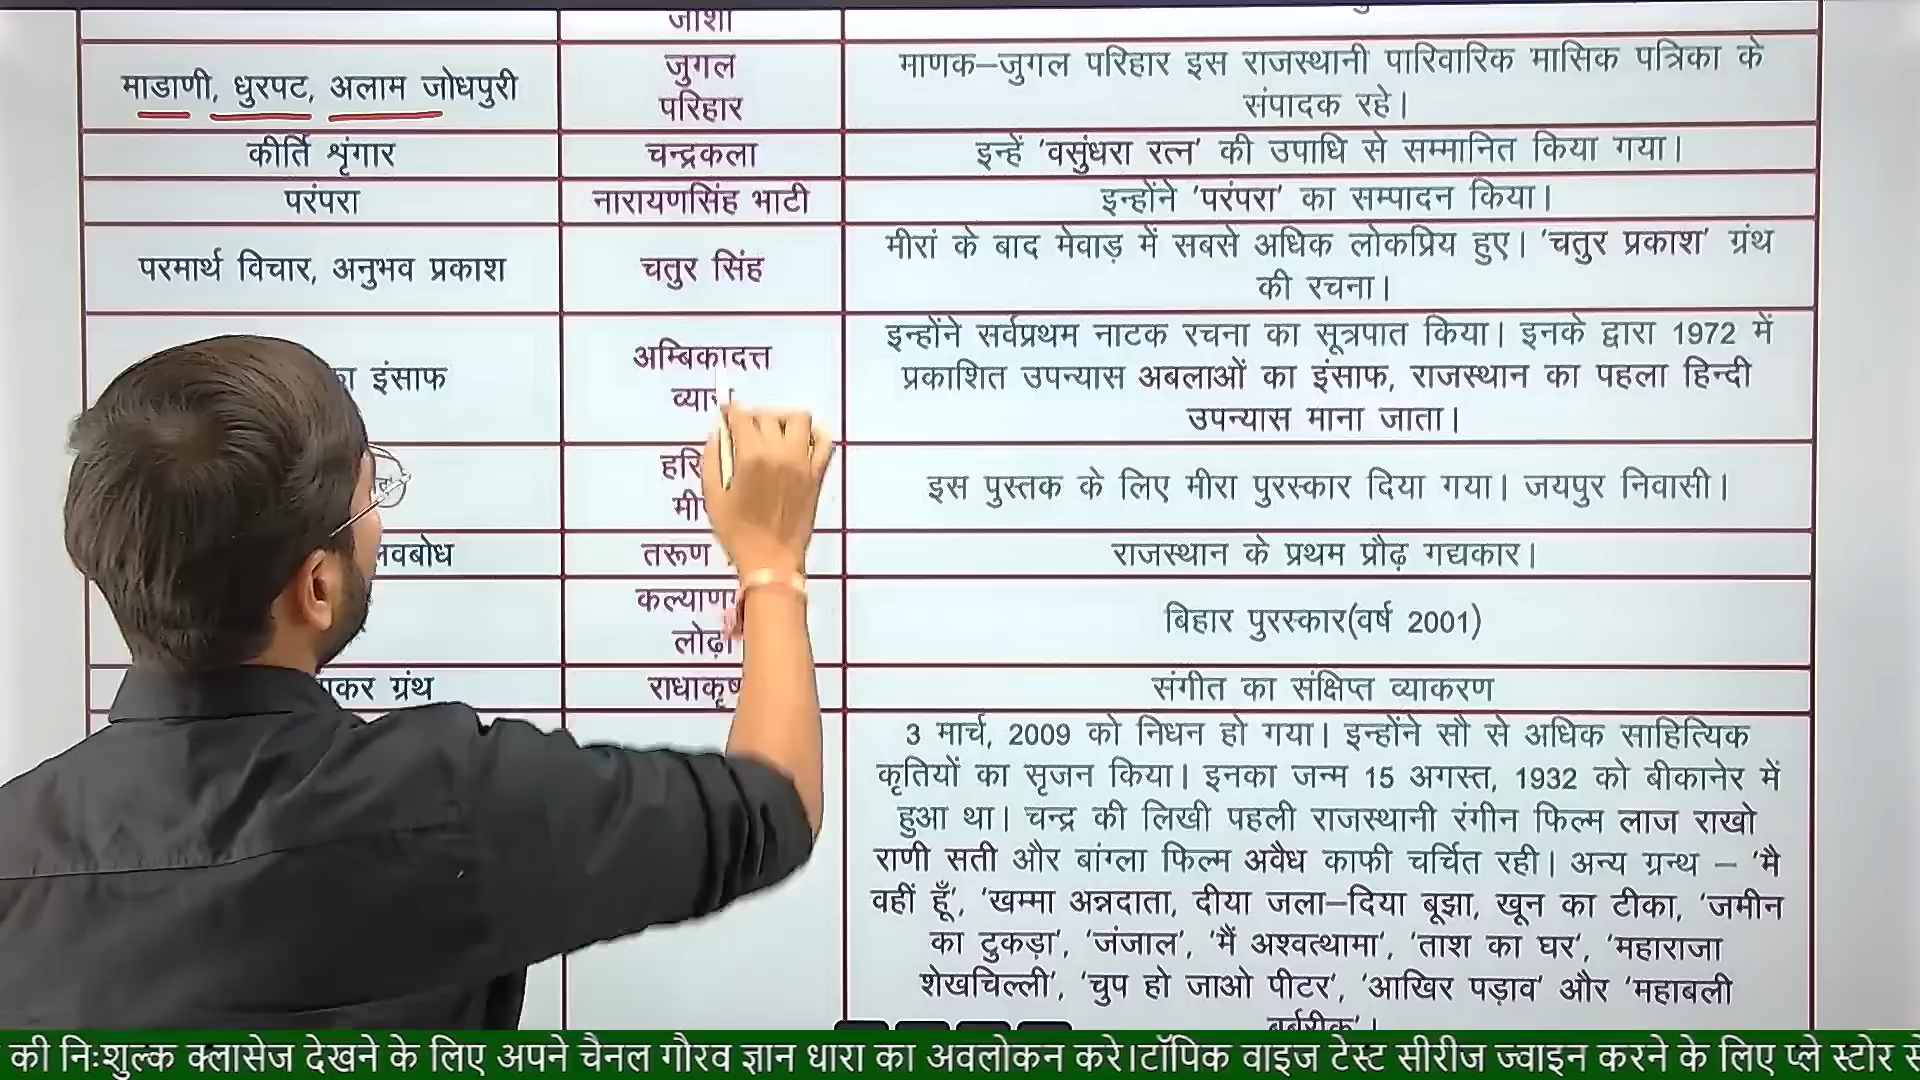 जोशी
माडाणी, धुरपट, अलाम जोधपुरी
जुगल
परिहार
माणक–जुगल परिहार इस राजस्थानी पारिवारिक मासिक पत्रिका के
संपादक रहे।
कीर्ति शृंगार
चन्द्रकला
इन्हें 'वसुंधरा रत्न' की उपाधि से सम्मानित किया गया।
परंपरा
नारायणसिंह भाटी
इन्होंने 'परंपरा' का सम्पादन किया।
परमार्थ विचार, अनुभव प्रकाश
चतुर सिंह
मीरां के बाद मेवाड़ में सबसे अधिक लोकप्रिय हुए। 'चतुर प्रकाश' ग्रंथ
की रचना।
इंसाफ
अम्बिकादत्त
इन्होंने सर्वप्रथम नाटक रचना का सूत्रपात किया। इनके द्वारा 1972 में
प्रकाशित उपन्यास अबलाओं का इंसाफ, राजस्थान का पहला हिन्दी
उपन्यास माना जाता।
इस पुस्तक के लिए मीरा पुरस्कार दिया गया। जयपुर निवासी।
तरूण
राजस्थान के प्रथम प्रौढ़ गद्यकार।
लोढ़ा
बिहार पुरस्कार(वर्ष 2001)
ग्रंथ
संगीत का संक्षिप्त व्याकरण
3 मार्च, 2009 को निधन हो गया। इन्होंने सौ से अधिक साहित्यिक
कृतियों का सृजन किया। इनका जन्म 15 अगस्त, 1932 को बीकानेर में
हुआ था। चन्द्र की लिखी पहली राजस्थानी रंगीन फिल्म लाज राखो
राणी सती और बांग्ला फिल्म अवैध काफी चर्चित रही। अन्य ग्रन्थ – 'मै
वहीं हूँ', 'खम्मा अन्नदाता, दीया जला–दिया बूझा, खून का टीका, 'जमीन
का टुकड़ा', 'जंजाल', 'मैं अश्वत्थामा', 'ताश का घर', 'महाराजा
शेखचिल्ली', 'चुप हो जाओ पीटर', 'आखिर पड़ाव' और 'महाबली
बर्बरीक'।
की निःशुल्क क्लासेज देखने के लिए अपने चैनल गौरव ज्ञान धारा का अवलोकन करे।टॉपिक वाइज टेस्ट सीरीज ज्वाइन करने के लिए प्ले स्टोर से